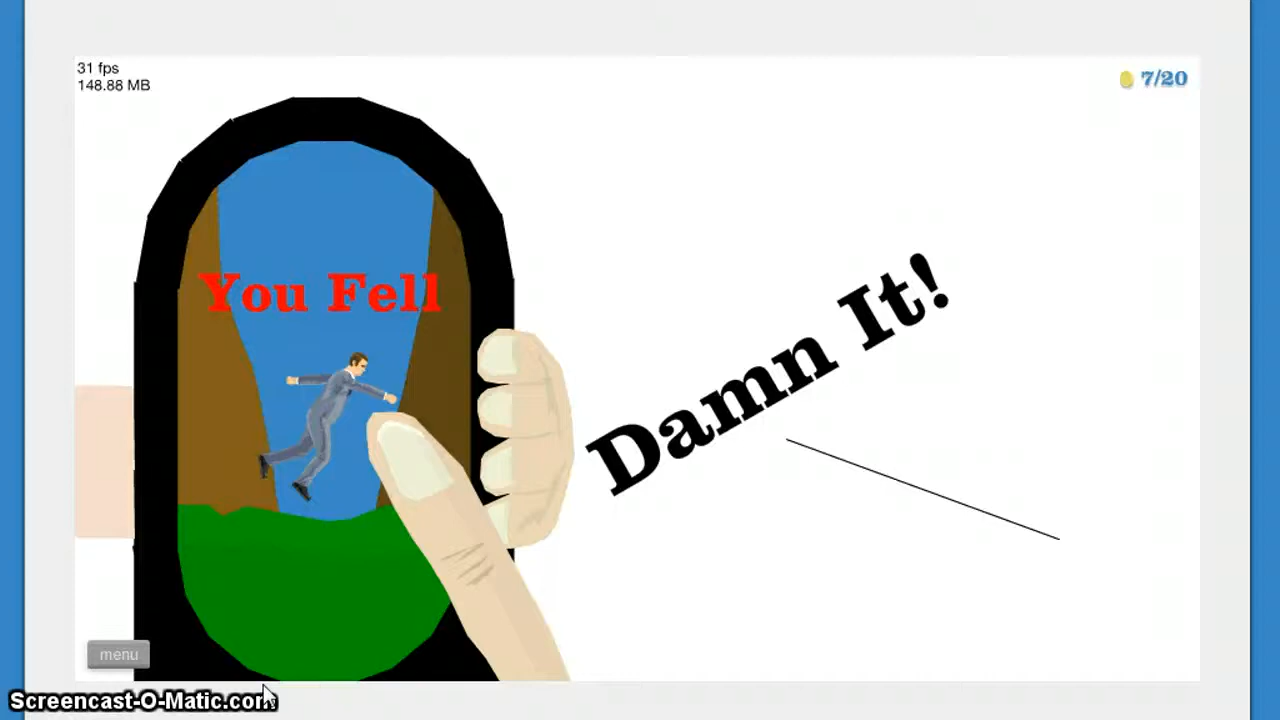 31 fps
148.88 MB
7/20
You Fell
Damn It!
menu
Screencast-O-Matic.com